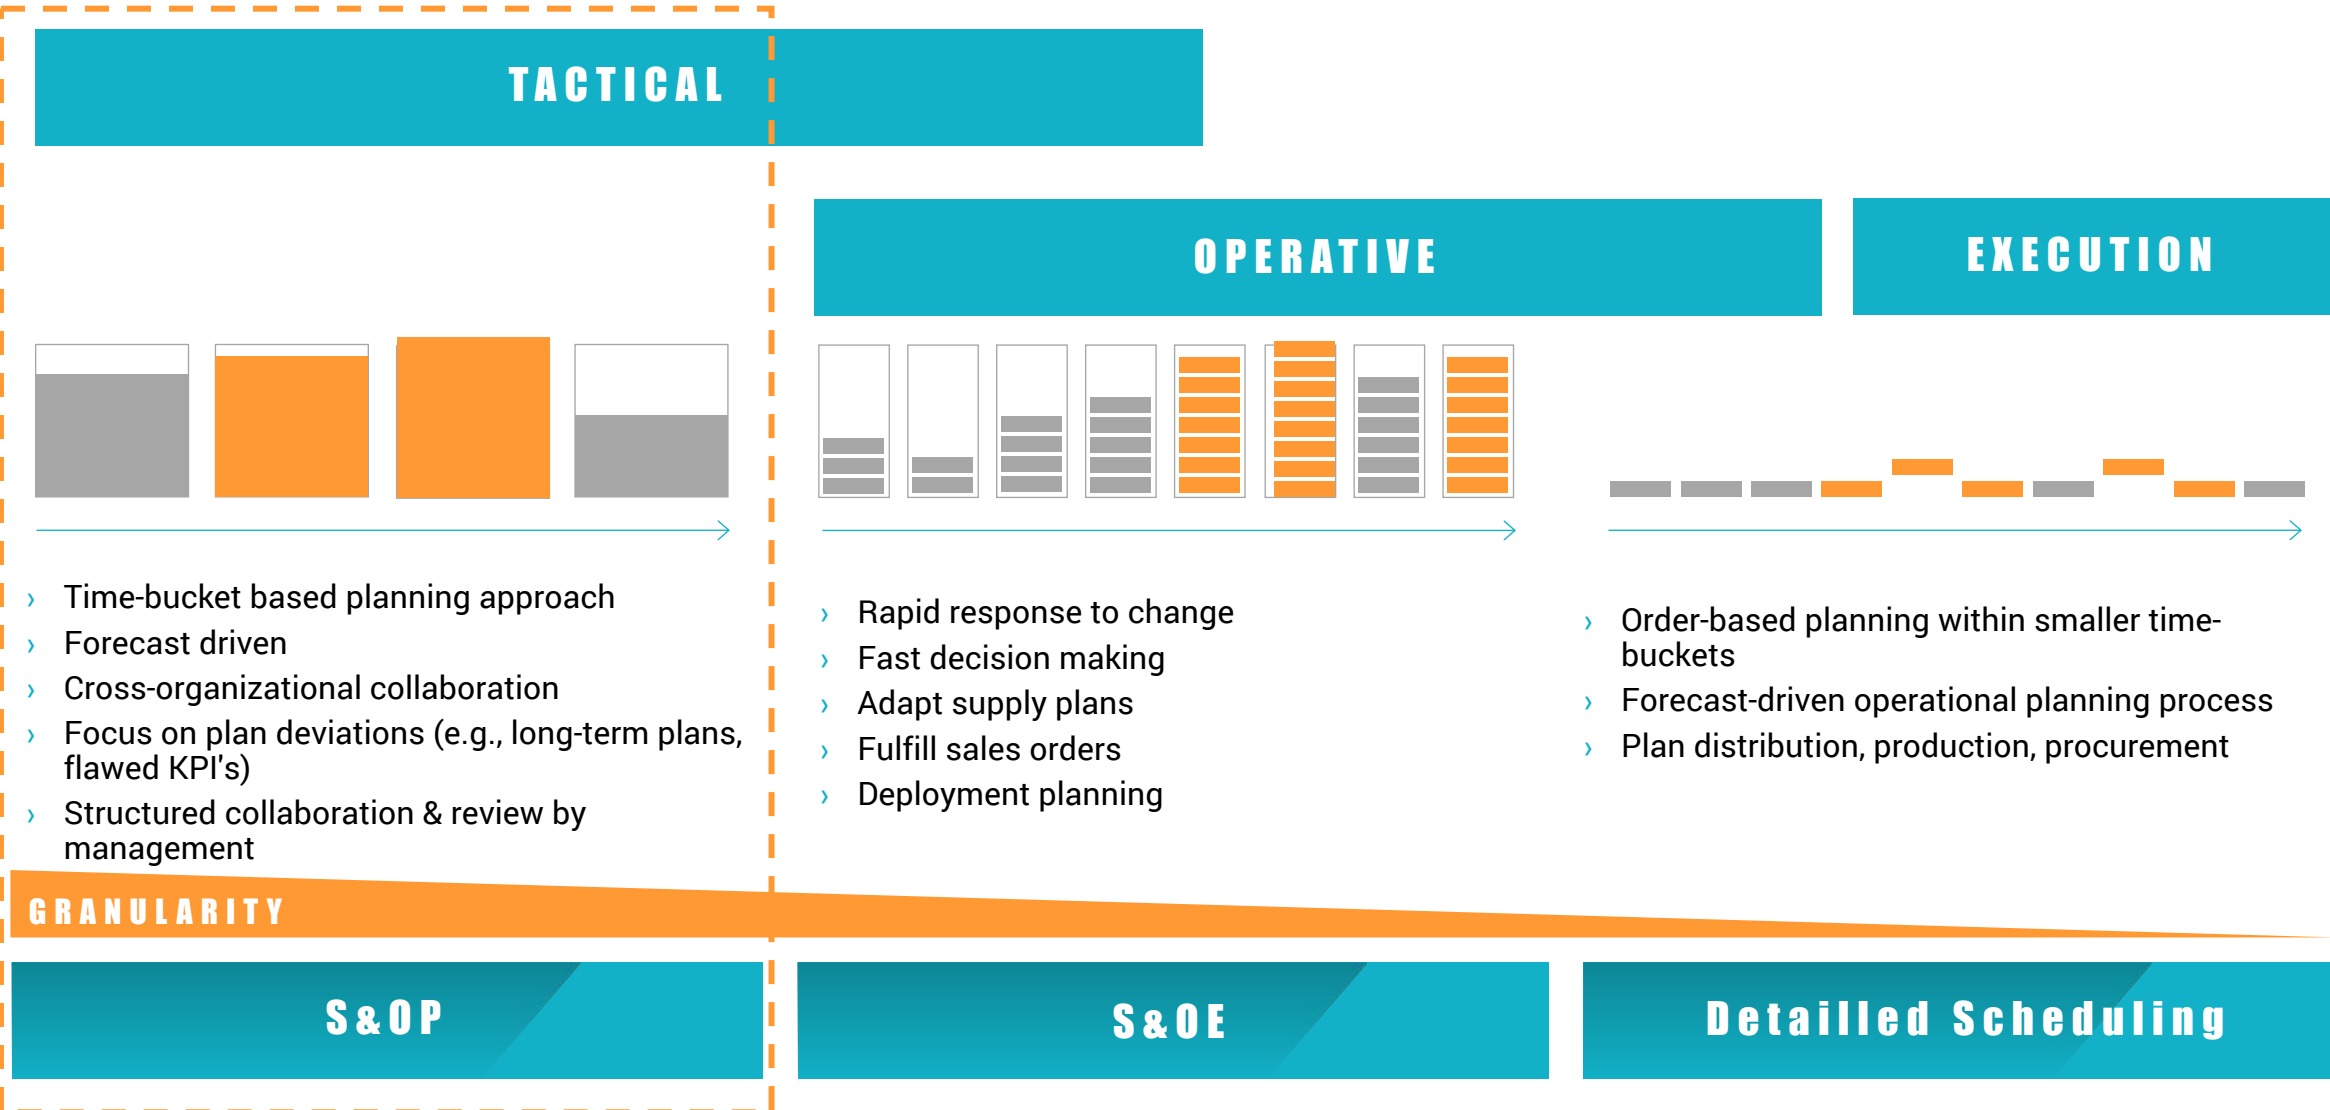 TACTICAL
OPERATIVE
EXECUTION
› Time-bucket based planning approach
› Forecast driven
› Cross-organizational collaboration
› Focus on plan deviations (e.g., long-term plans,
flawed KPI's)
› Structured collaboration & review by
management
› Rapid response to change
› Fast decision making
› Adapt supply plans
› Fulfill sales orders
› Deployment planning
› Order-based planning within smaller time-
buckets
› Forecast-driven operational planning process
› Plan distribution, production, procurement
GRANULARITY
S&OP
S&OE
Detailled Scheduling